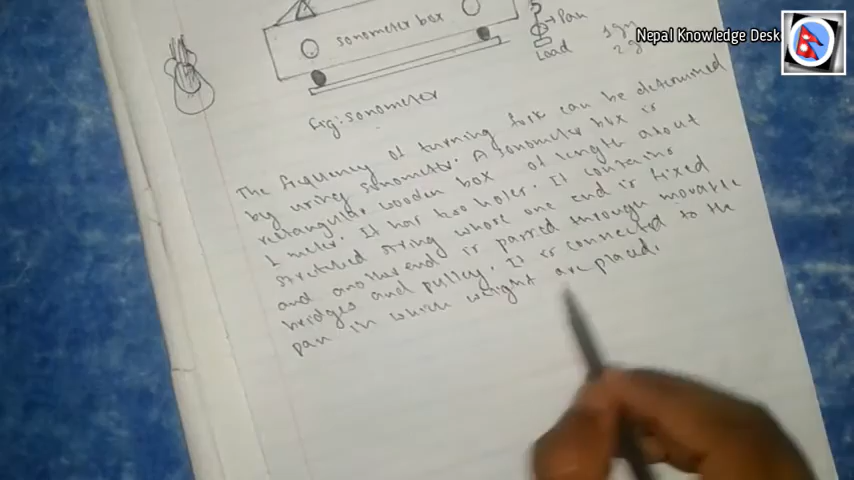 Nepal Knowledge Desk
sonometer box
Pan
Load
1gm
Fig: sonometer
The frequency of turning fork can be determined
by using sonometer. A sonometer box is
rectangular wooden box of length about
1 meter. It has two holes. It contains
stretched string whose one end is fixed
and another end is passed through movable
bridges and pulley. It is connected to the
pan in which weight are placed.